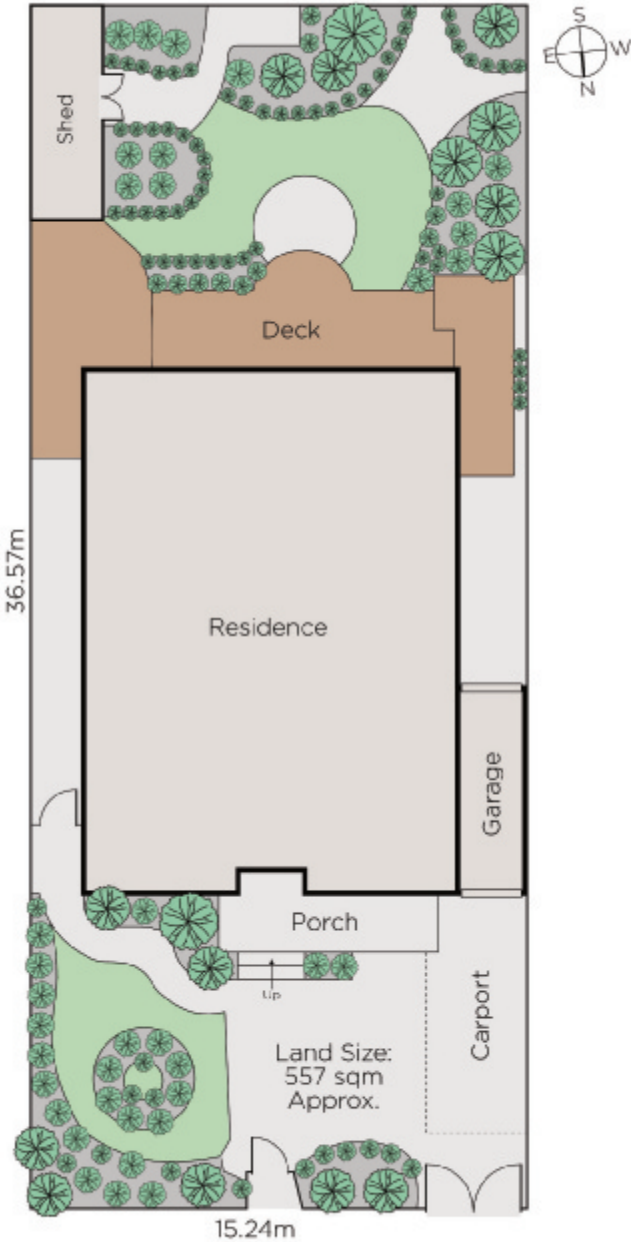 S
E W
N
Shed
Deck
36.57m
Residence
Garage
Porch
Up
Carport
Land Size:
557 sqm
Approx.
15.24m